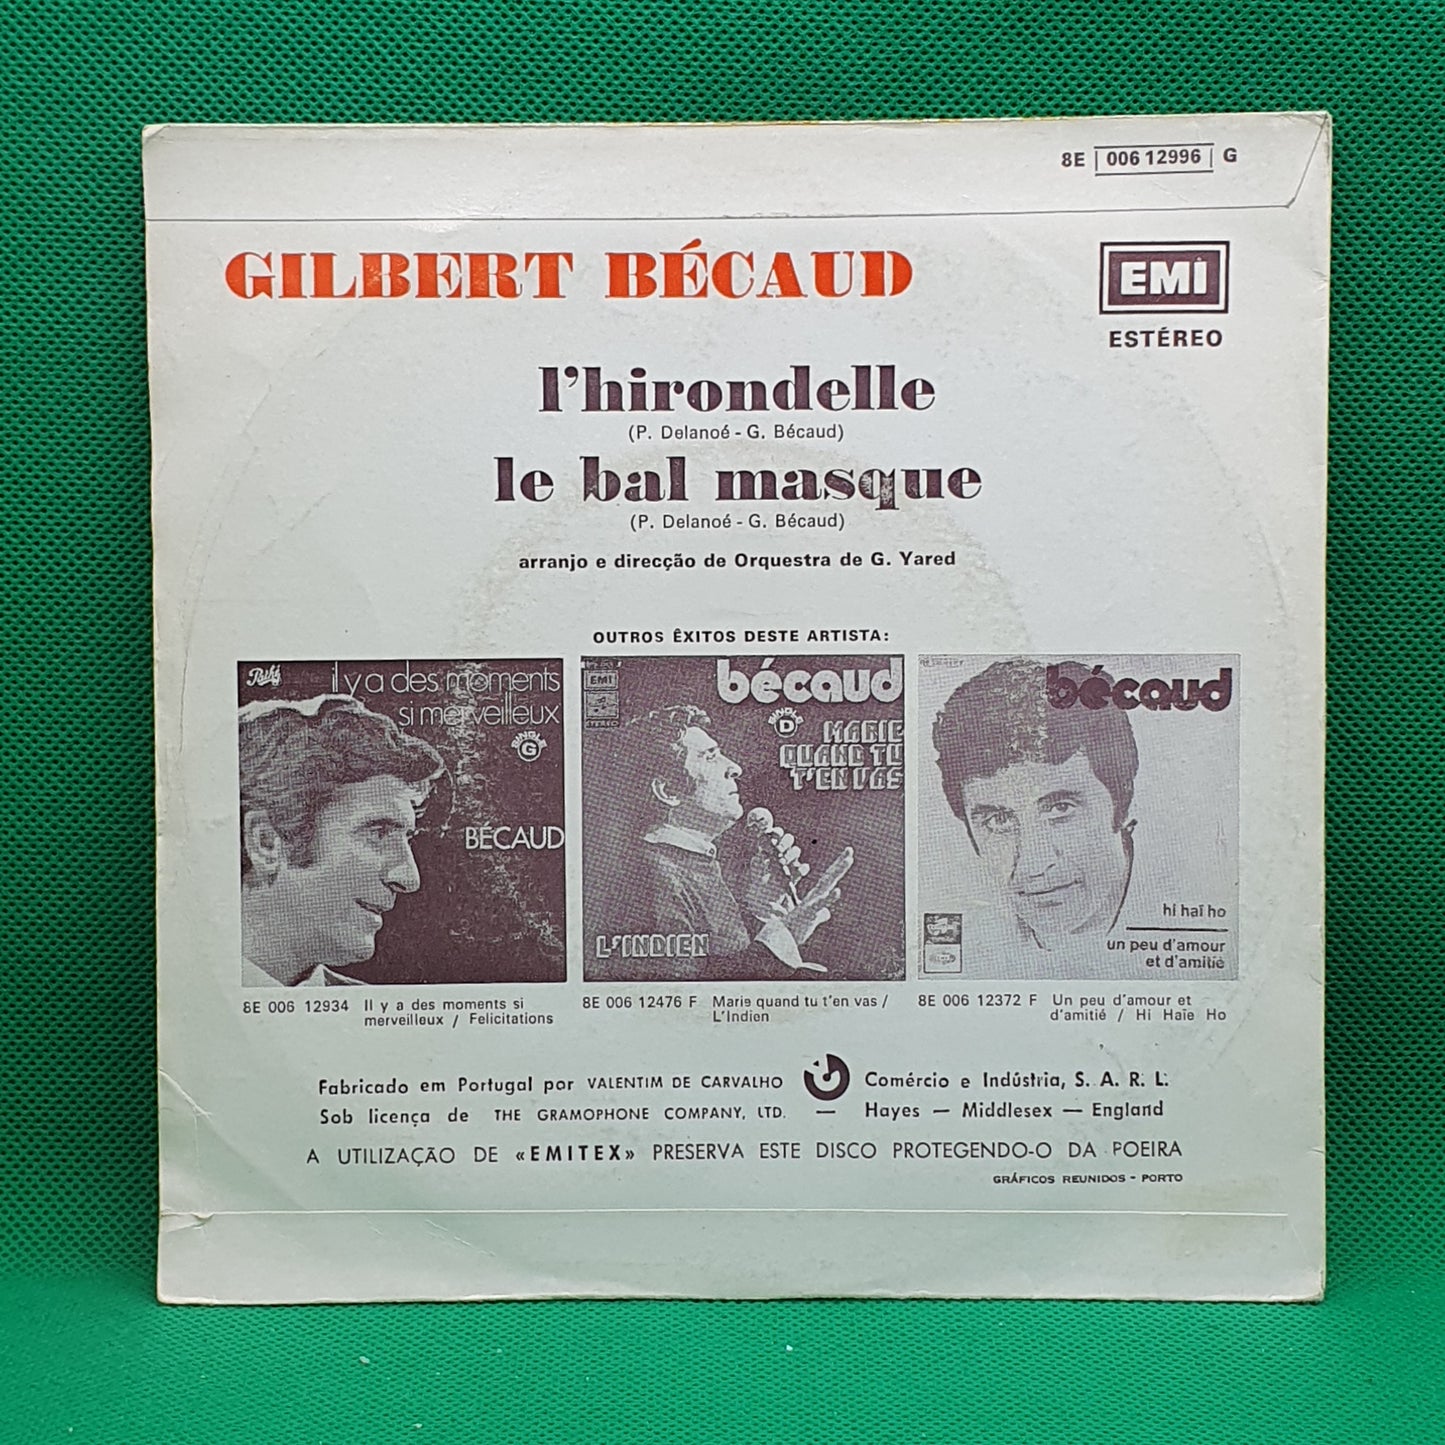 8E 006 12996 G
GILBERT BÉCAUD
EMI
ESTÉREO
l'hirondelle
(P. Delanoé - G. Bécaud)
le bal masque
(P. Delanoé - G. Bécaud)
arranjo e direcção de Orquestra de G. Yared
OUTROS ÊXITOS DESTE ARTISTA:
Pathé
il y a des moments
si merveilleux
SINGLE
G
BÉCAUD
EMI
STEREO
bécaud
SINGLE
D
MARIE
QUAND TU
T'EN VAS
L'INDIEN
bécaud
hi haï ho
un peu d'amour
et d'amitié
8E 006 12934 Il y a des moments si
merveilleux / Felicitations
8E 006 12476 F Marie quand tu t'en vas /
L'Indien
8E 006 12372 F Un peu d'amour et
d'amitié / Hi Haïe Ho
Fabricado em Portugal por VALENTIM DE CARVALHO Comércio e Indústria, S. A. R. L.
Sob licença de THE GRAMOPHONE COMPANY, LTD. — Hayes — Middlesex — England
A UTILIZAÇÃO DE «EMITEX» PRESERVA ESTE DISCO PROTEGENDO-O DA POEIRA
GRÁFICOS REUNIDOS - PORTO